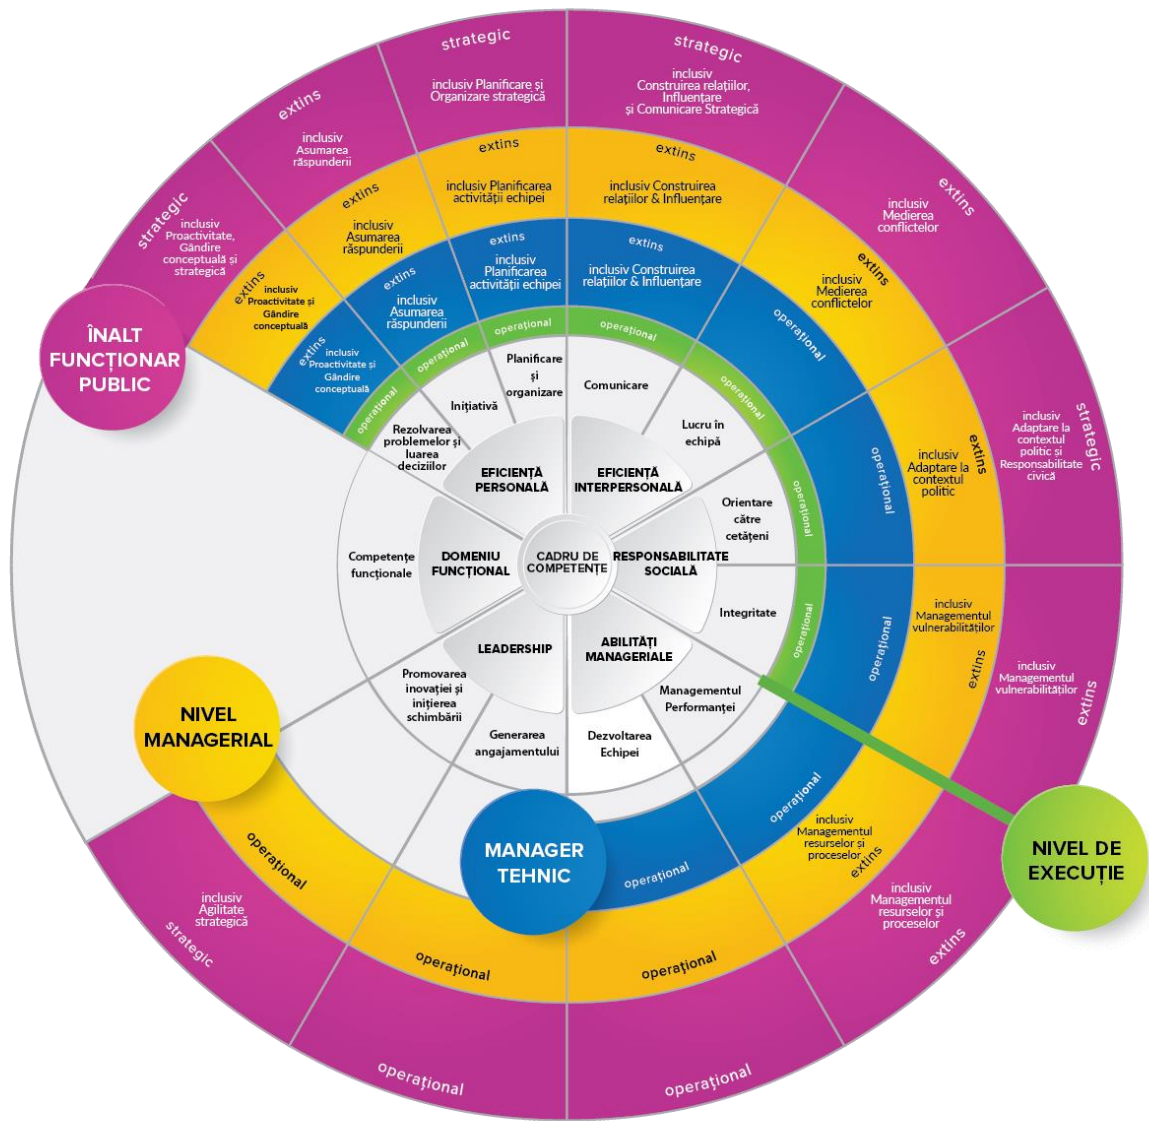 strategic
inclusiv Planificare și
Organizare strategică
strategic
inclusiv
Construirea relațiilor,
Influențare
și Comunicare Strategică
extins
inclusiv
Asumarea
răspunderii
strategic
inclusiv
Proactivitate,
Gândire
conceptuală și
strategică
extins
inclusiv
Medierea
conflictelor
strategic
inclusiv
Adaptare la
contextul
politic și
Responsabilitate
civică
inclusiv
Managementul
vulnerabilităților
extins
inclusiv
Managementul
resurselor și
proceselor
extins
operațional
operațional
inclusiv
Agilitate
strategică
strategic
extins
inclusiv Planificarea
activității echipei
extins
inclusiv Construirea
relațiilor & Influențare
extins
inclusiv
Asumarea
răspunderii
extins
inclusiv
Proactivitate și
Gândire
conceptuală
extins
inclusiv
Medierea
conflictelor
extins
inclusiv
Adaptare la
contextul
politic
inclusiv
Managementul
vulnerabilităților
extins
inclusiv
Managementul
resurselor și
proceselor
extins
operațional
operațional
operațional
extins
inclusiv
Planificarea
activității echipei
extins
inclusiv Construirea
relațiilor & Influențare
extins
inclusiv
Asumarea
răspunderii
extins
inclusiv
Proactivitate și
Gândire
conceptuală
operațional
operațional
operațional
operațional
operațional
operațional
operațional
operațional
operațional
operațional
operațional
operațional
Planificare
și
organizare
Comunicare
Inițiativă
Lucru în
echipă
Rezolvarea
problemelor și
luarea
deciziilor
EFICIENȚĂ
PERSONALĂ
EFICIENȚĂ
INTERPERSONALĂ
Orientare
către
cetățeni
Competențe
funcționale
DOMENIU
FUNCȚIONAL
CADRU DE
COMPETENȚE
RESPONSABILITATE
SOCIALĂ
Integritate
LEADERSHIP
ABILITĂȚI
MANAGERIALE
Promovarea
inovației și
inițierea
schimbării
Managementul
Performanței
Generarea
angajamentului
Dezvoltarea
Echipei
ÎNALT
FUNCȚIONAR
PUBLIC
NIVEL
MANAGERIAL
MANAGER
TEHNIC
NIVEL DE
EXECUȚIE